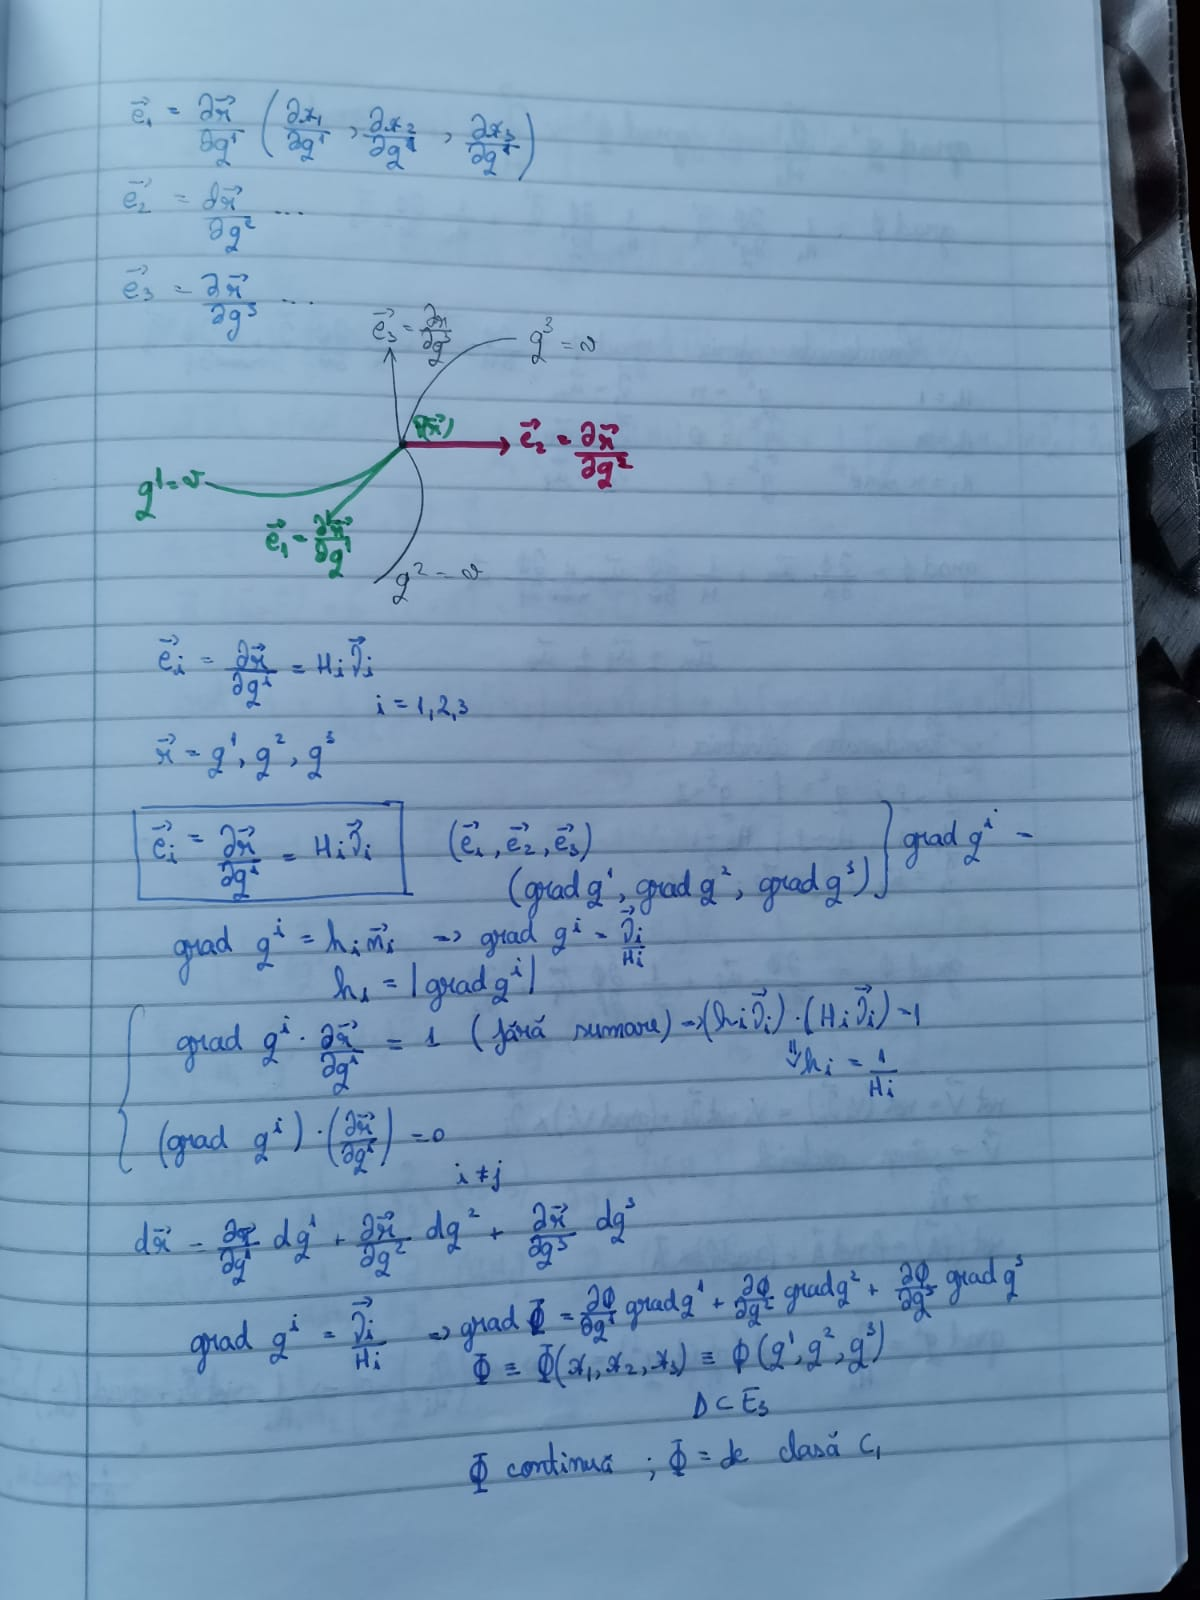 e⃗₁ = ∂r⃗/∂q¹ (∂x₁/∂q¹, ∂x₂/∂q¹, ∂x₃/∂q¹)
e⃗₂ = ∂r⃗/∂q² ...
e⃗₃ = ∂r⃗/∂q³ ...
e⃗₃ = ∂r/∂q³
q³ = v
P(r⃗)
e⃗₂ = ∂r⃗/∂q²
q¹ = v
e⃗₁ = ∂r⃗/∂q¹
q² = v
e⃗ᵢ = ∂r⃗/∂qⁱ = Hᵢ J⃗ᵢ
i = 1,2,3
r⃗ = q¹, q², q³
e⃗ᵢ = ∂r⃗/∂qⁱ = Hᵢ J⃗ᵢ (e⃗₁, e⃗₂, e⃗₃) } grad qⁱ =
(grad q¹, grad q², grad q³)
grad qⁱ = hᵢ n⃗ᵢ => grad qⁱ = J⃗ᵢ/Hᵢ
hᵢ = |grad qⁱ|
grad qⁱ · ∂r⃗/∂qⁱ = 1 (fără sumare) => (hᵢ J⃗ᵢ) · (Hᵢ J⃗ᵢ) = 1
⇓ hᵢ = 1/Hᵢ
(grad qⁱ) · (∂r⃗/∂qⁱ) = 0
i ≠ j
dr⃗ = ∂r⃗/∂q¹ dq¹ + ∂r⃗/∂q² dq² + ∂r⃗/∂q³ dq³
grad qⁱ = J⃗ᵢ/Hᵢ => grad Φ = ∂Φ/∂q¹ grad q¹ + ∂Φ/∂q² grad q² + ∂Φ/∂q³ grad q³
Φ ≡ Φ(x₁, x₂, x₃) ≡ Φ(q¹, q², q³)
D ⊂ E₃
Φ continuă ; Φ = de clasă C₁